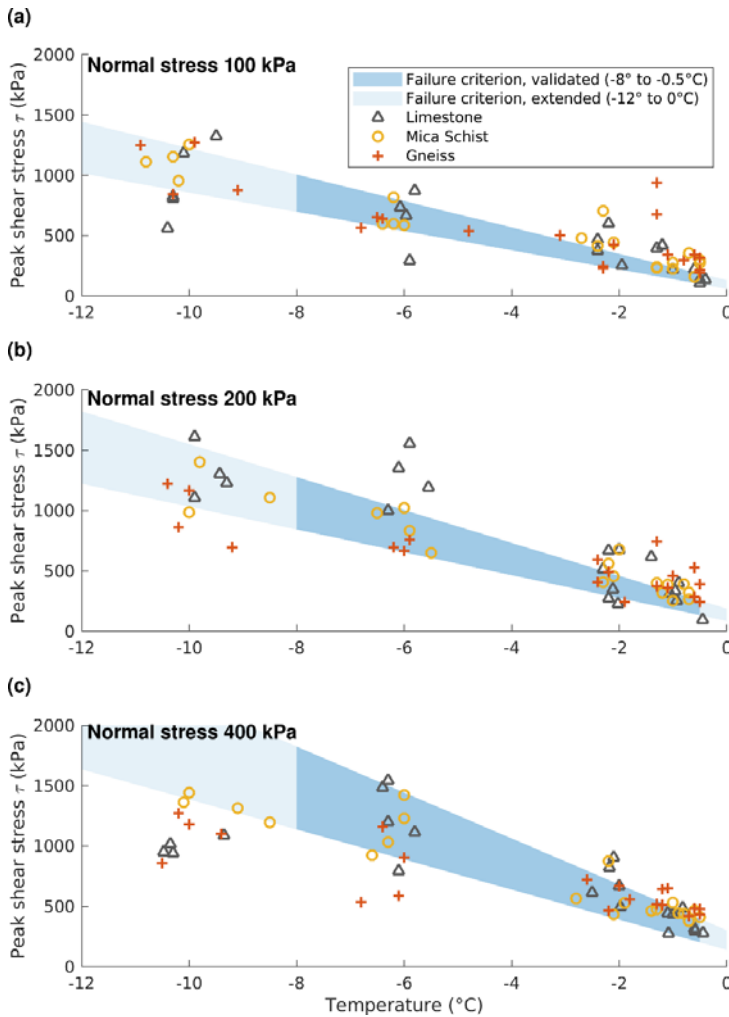 (a)
Normal stress 100 kPa
Failure criterion, validated (-8° to -0.5°C)
Failure criterion, extended (-12° to 0°C)
Limestone
Mica Schist
Gneiss
Peak shear stress τ (kPa)
2000
1500
1000
500
0
-12 -10 -8 -6 -4 -2 0
(b)
Normal stress 200 kPa
Peak shear stress τ (kPa)
2000
1500
1000
500
0
-12 -10 -8 -6 -4 -2 0
(c)
Normal stress 400 kPa
Peak shear stress τ (kPa)
2000
1500
1000
500
0
-12 -10 -8 -6 -4 -2 0
Temperature (°C)